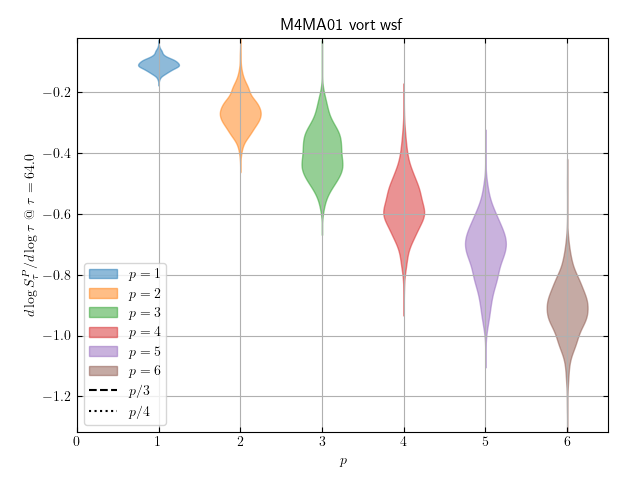 M4MA01 vort wsf
d log S_τ^P / d log τ @ τ = 64.0
−0.2
−0.4
−0.6
−0.8
−1.0
−1.2
p = 1
p = 2
p = 3
p = 4
p = 5
p = 6
p/3
p/4
0
1
2
3
4
5
6
p